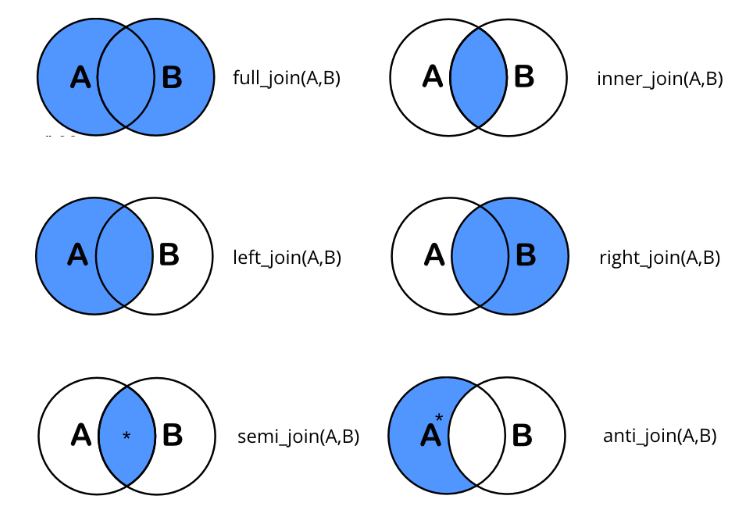 A B full_join(A,B)
A B inner_join(A,B)
A B left_join(A,B)
A B right_join(A,B)
A * B semi_join(A,B)
A * B anti_join(A,B)